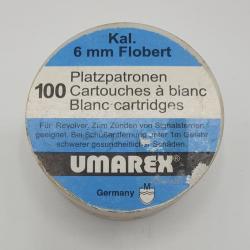 Kal.
6 mm Flobert
Platzpatronen
100 Cartouches à blanc
Blanc cartridges
Für Revolver. Zum Zünden von Signalsternen
geeignet. Bei Schußentfernung unter 1m Gefahr
schwerer gesundheitlicher Schäden.
UMAREX®
Germany M